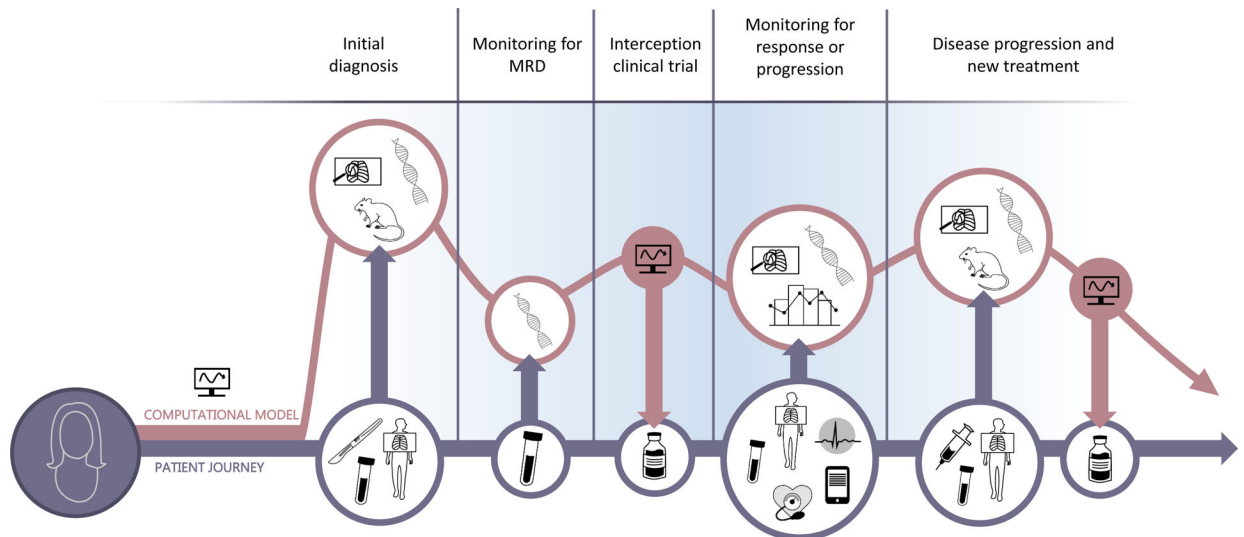 Initial
diagnosis
Monitoring for
MRD
Interception
clinical trial
Monitoring for
response or
progression
Disease progression and
new treatment
COMPUTATIONAL MODEL
PATIENT JOURNEY